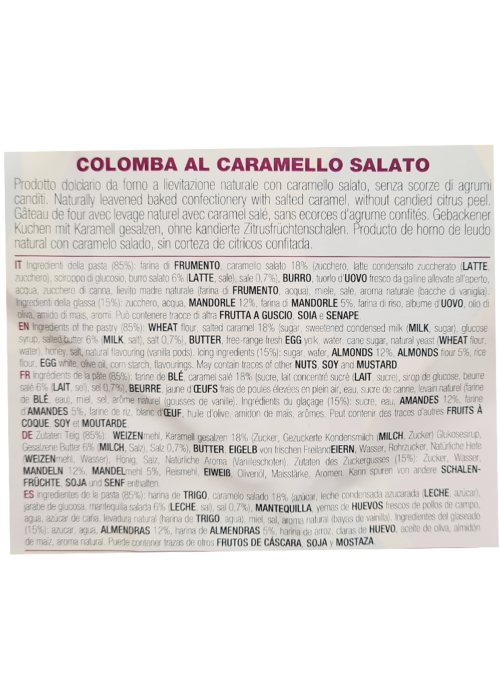 COLOMBA AL CARAMELLO SALATO
Prodotto dolciario da forno a lievitazione naturale con caramello salato, senza scorze di agrumi
canditi. Naturally leavened baked confectionery with salted caramel, without candied citrus peel.
Gâteau de four avec levage naturel avec caramel salé, sans ecorces d'agrume confités. Gebackener
Kuchen mit Karamell gesalzen, ohne kandierte Zitrusfrüchtenschalen. Producto de horno de leudo
natural con caramelo salado, sin corteza de citricos confitada.
IT Ingredienti della pasta (85%): farina di FRUMENTO, caramello salato 18% (zucchero, latte condensato zuccherato (LATTE,
zucchero), sciroppo di glucosio, burro salato 6% (LATTE, sale), sale 0,7%), BURRO, tuorlo d'UOVO fresco da galline allevate all'aperto,
acqua, zucchero di canna, lievito madre naturale (farina di FRUMENTO, acqua), miele, sale, aroma naturale (bacche di vaniglia).
Ingredienti della glassa (15%): zucchero, acqua, MANDORLE 12%, farina di MANDORLE 5%, farina di riso, albume d'UOVO, olio di
oliva, amido di mais, aromi. Può contenere tracce di altra FRUTTA A GUSCIO, SOIA e SENAPE.
EN Ingredients of the pastry (85%): WHEAT flour, salted caramel 18% (sugar, sweetened condensed milk (MILK, sugar), glucose
syrup, salted butter 6% (MILK, salt), salt 0,7%), BUTTER, free-range fresh EGG yolk, water, cane sugar, natural yeast (WHEAT flour,
water), honey, salt, natural flavouring (vanilla pods). Icing ingredients (15%): sugar, water, ALMONDS 12%, ALMONDS flour 5%, rice
flour, EGG white, olive oil, corn starch, flavourings. May contain traces of other NUTS, SOY and MUSTARD.
FR Ingrédients de la pâte (85%): farine de BLÉ, caramel salé 18% (sucre, lait concentré sucré (LAIT, sucre), sirop de glucose, beurre
salé 6% (LAIT, sel), sel 0,7%), BEURRE, jaune d'ŒUFS frais de poules élevées en plein air, eau, sucre de canne, levain naturel (farine
de BLÉ, eau), miel, sel, arôme naturel (gousses de vanille). Ingrédients du glaçage (15%): sucre, eau, AMANDES 12%, farine
d'AMANDES 5%, farine de riz, blanc d'ŒUF, huile d'olive, amidon de maïs, arômes. Peut contenir des traces d'autres FRUITS À
COQUE, SOY et MOUTARDE.
DE Zutaten Teig (85%): WEIZENmehl, Karamell gesalzen 18% (Zucker, Gezuckerte Kondensmilch (MILCH, Zucker) Glukosesirup,
Gesalzene Butter 6% (MILCH, Salz), Salz 0,7%), BUTTER, EIGELB von frischen FreilandEIERN, Wasser, Rohrzucker, Natürliche Hefe
(WEIZENmehl, Wasser), Honig, Salz, Natürliche Aroma (Vanilleschoten). Zutaten des Zuckergusses (15%): Zucker, Wasser,
MANDELN 12%, MANDELmehl 5%, Reismehl, EIWEIß, Olivenöl, Maisstärke, Aromen. Kann spuren von andere SCHALEN-
FRÜCHTE, SOJA und SENF enthalten.
ES Ingredientes de la pasta (85%): harina de TRIGO, caramelo salado 18% (azúcar, leche condensada azucarada (LECHE, azúcar),
jarabe de glucosa, mantequilla salada 6% (LECHE, sal), sal 0,7%), MANTEQUILLA, yemas de HUEVOS frescos de pollos de campo,
agua, azúcar de caña, levadura natural (harina de TRIGO, agua), miel, sal, aroma natural (bayas de vainilla). Ingredientes del glaseado
(15%): azúcar, agua, ALMENDRAS 12%, harina de ALMENDRAS 5%, harina de arroz, claras de HUEVO, aceite de oliva, almidón
de maíz, aroma natural. Puede contener trazas de otros FRUTOS DE CÁSCARA, SOJA y MOSTAZA.